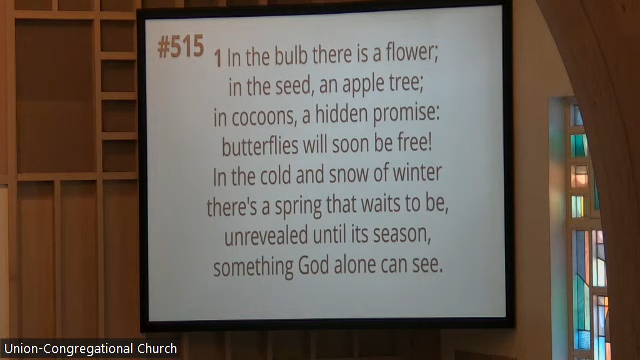 #515
1 In the bulb there is a flower;
in the seed, an apple tree;
in cocoons, a hidden promise:
butterflies will soon be free!
In the cold and snow of winter
there's a spring that waits to be,
unrevealed until its season,
something God alone can see.
Union-Congregational Church